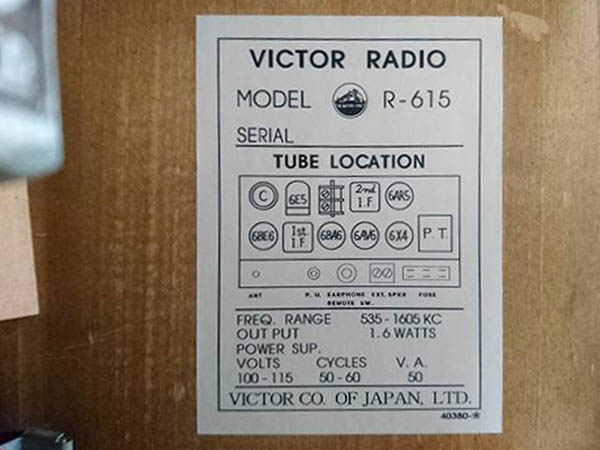 VICTOR RADIO
MODEL R-615
SERIAL
TUBE LOCATION
C 6E5 2nd I.F. 6AR5
6BE6 1st I.F 6BA6 6AV6 6X4 P.T.
ANT P. U. EARPHONE EXT. SPKR FUSE
REMOTE SW.
FREQ. RANGE 535 - 1605 KC
OUT PUT 1.6 WATTS
POWER SUP.
VOLTS CYCLES V. A.
100 - 115 50 - 60 50
VICTOR CO. OF JAPAN, LTD.
40380-※